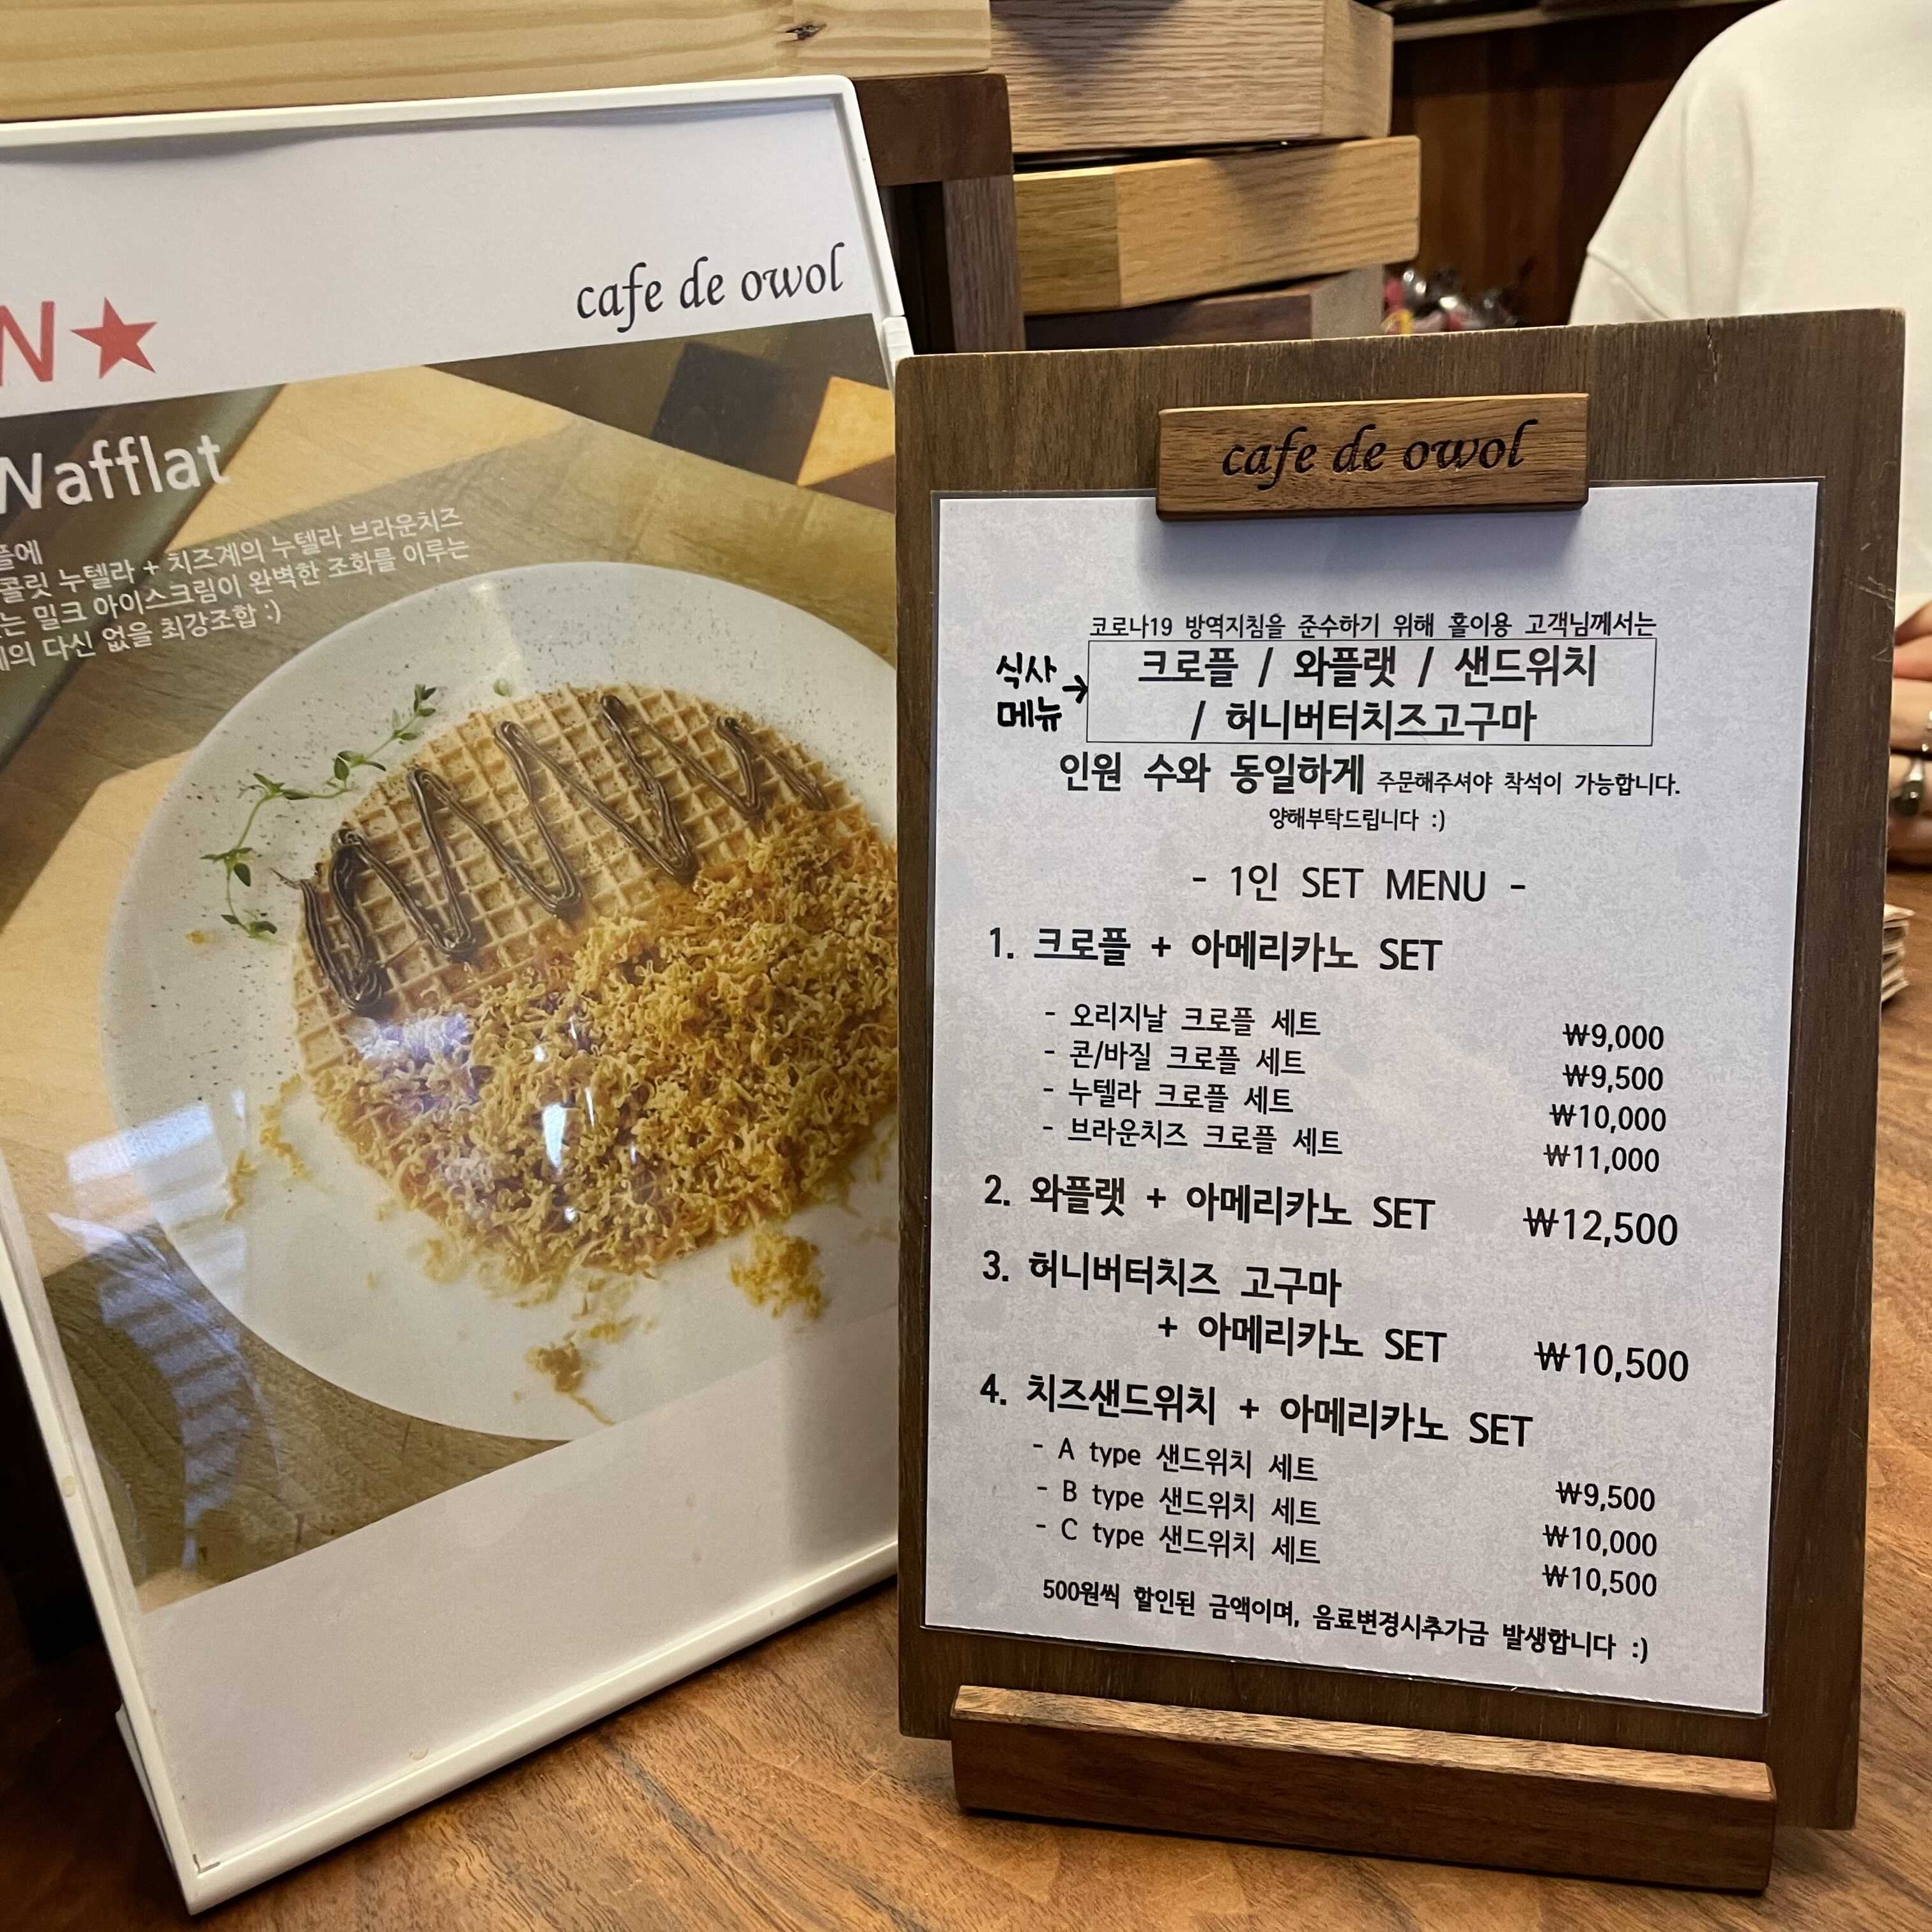 cafe de owol
N★
Wafflat
플에
콜릿 누텔라 + 치즈계의 누텔라 브라운치즈
는 밀크 아이스크림이 완벽한 조화를 이루는
의 다신 없을 최강조합 :)
cafe de owol
코로나19 방역지침을 준수하기 위해 홀이용 고객님께서는
식사
메뉴 →
크로플 / 와플랫 / 샌드위치
/ 허니버터치즈고구마
인원 수와 동일하게 주문해주셔야 착석이 가능합니다.
양해부탁드립니다 :)
- 1인 SET MENU -
1. 크로플 + 아메리카노 SET
- 오리지날 크로플 세트 ₩9,000
- 콘/바질 크로플 세트 ₩9,500
- 누텔라 크로플 세트 ₩10,000
- 브라운치즈 크로플 세트 ₩11,000
2. 와플랫 + 아메리카노 SET ₩12,500
3. 허니버터치즈 고구마
+ 아메리카노 SET ₩10,500
4. 치즈샌드위치 + 아메리카노 SET
- A type 샌드위치 세트 ₩9,500
- B type 샌드위치 세트 ₩10,000
- C type 샌드위치 세트 ₩10,500
500원씩 할인된 금액이며, 음료변경시추가금 발생합니다 :)